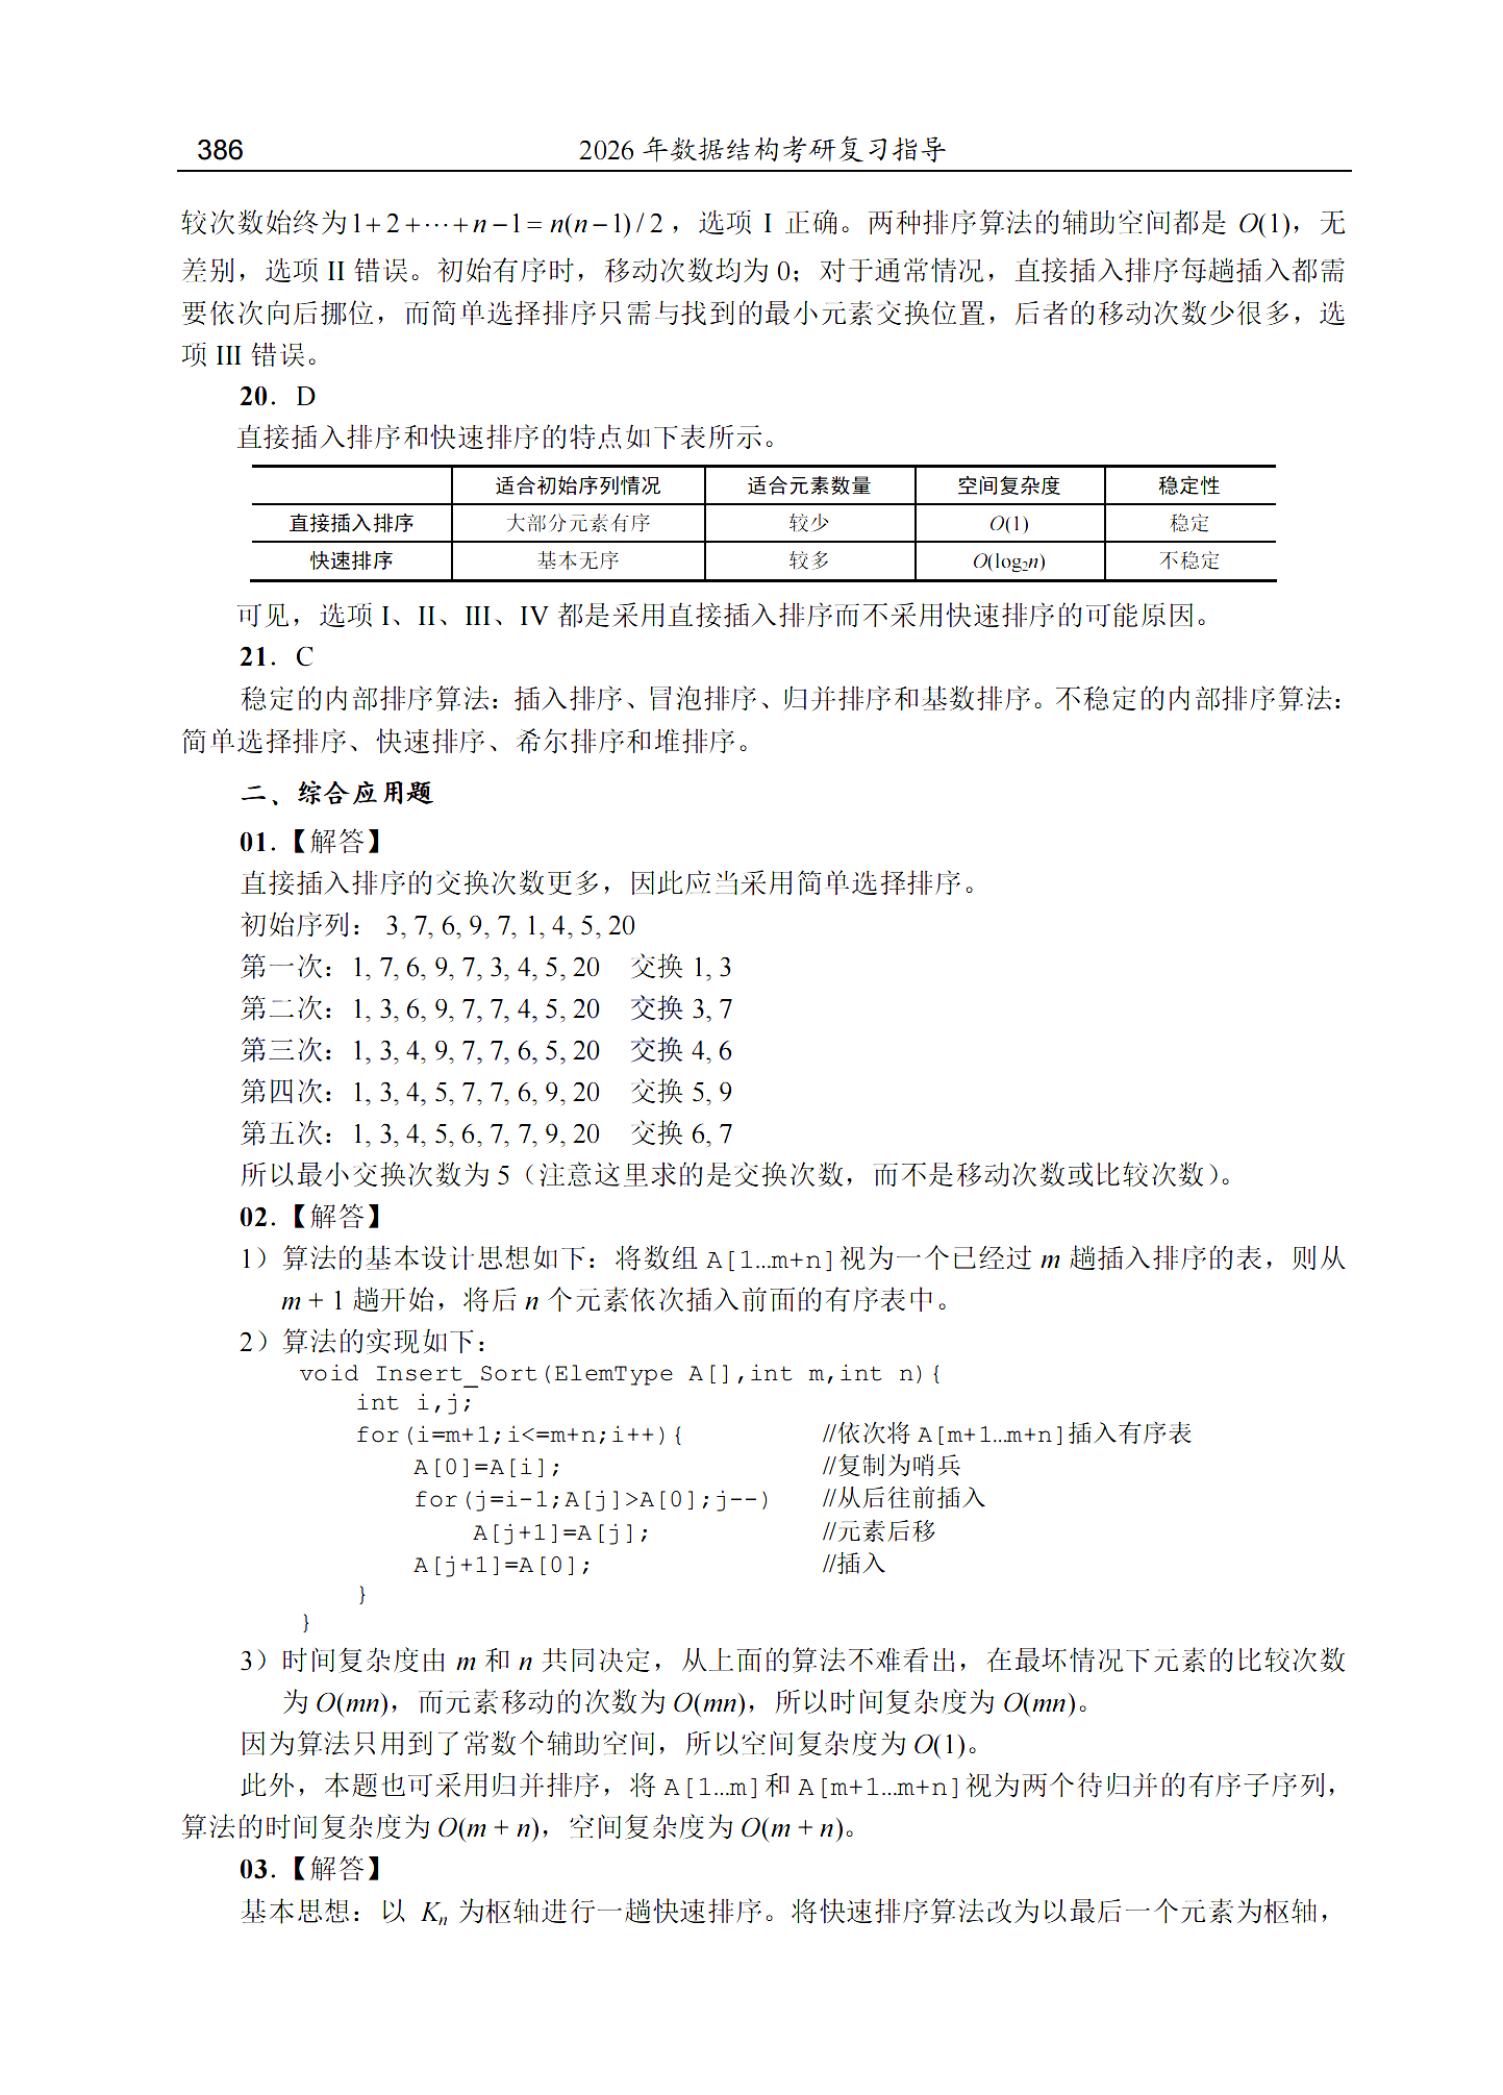 386
2026 年数据结构考研复习指导
较次数始终为1+2+⋯+n−1=n(n−1)/2，选项 I 正确。两种排序算法的辅助空间都是 O(1)，无
差别，选项 II 错误。初始有序时，移动次数均为 0；对于通常情况，直接插入排序每趟插入都需
要依次向后挪位，而简单选择排序只需与找到的最小元素交换位置，后者的移动次数少很多，选
项 III 错误。
20．D
直接插入排序和快速排序的特点如下表所示。
适合初始序列情况 适合元素数量 空间复杂度 稳定性
直接插入排序 大部分元素有序 较少 O(1) 稳定
快速排序 基本无序 较多 O(log₂n) 不稳定
可见，选项 I、II、III、IV 都是采用直接插入排序而不采用快速排序的可能原因。
21．C
稳定的内部排序算法：插入排序、冒泡排序、归并排序和基数排序。不稳定的内部排序算法：
简单选择排序、快速排序、希尔排序和堆排序。
二、综合应用题
01.【解答】
直接插入排序的交换次数更多，因此应当采用简单选择排序。
初始序列： 3, 7, 6, 9, 7, 1, 4, 5, 20
第一次：1, 7, 6, 9, 7, 3, 4, 5, 20 交换 1, 3
第二次：1, 3, 6, 9, 7, 7, 4, 5, 20 交换 3, 7
第三次：1, 3, 4, 9, 7, 7, 6, 5, 20 交换 4, 6
第四次：1, 3, 4, 5, 7, 7, 6, 9, 20 交换 5, 9
第五次：1, 3, 4, 5, 6, 7, 7, 9, 20 交换 6, 7
所以最小交换次数为 5（注意这里求的是交换次数，而不是移动次数或比较次数）。
02.【解答】
1）算法的基本设计思想如下：将数组 A[1…m+n]视为一个已经过 m 趟插入排序的表，则从
m + 1 趟开始，将后 n 个元素依次插入前面的有序表中。
2）算法的实现如下：
void Insert_Sort(ElemType A[],int m,int n){
int i,j;
for(i=m+1;i<=m+n;i++){ //依次将 A[m+1…m+n]插入有序表
A[0]=A[i]; //复制为哨兵
for(j=i-1;A[j]>A[0];j--) //从后往前插入
A[j+1]=A[j]; //元素后移
A[j+1]=A[0]; //插入
}
}
3）时间复杂度由 m 和 n 共同决定，从上面的算法不难看出，在最坏情况下元素的比较次数
为 O(mn)，而元素移动的次数为 O(mn)，所以时间复杂度为 O(mn)。
因为算法只用到了常数个辅助空间，所以空间复杂度为 O(1)。
此外，本题也可采用归并排序，将 A[1…m]和 A[m+1…m+n]视为两个待归并的有序子序列，
算法的时间复杂度为 O(m + n)，空间复杂度为 O(m + n)。
03.【解答】
基本思想：以 Kₙ 为枢轴进行一趟快速排序。将快速排序算法改为以最后一个元素为枢轴，